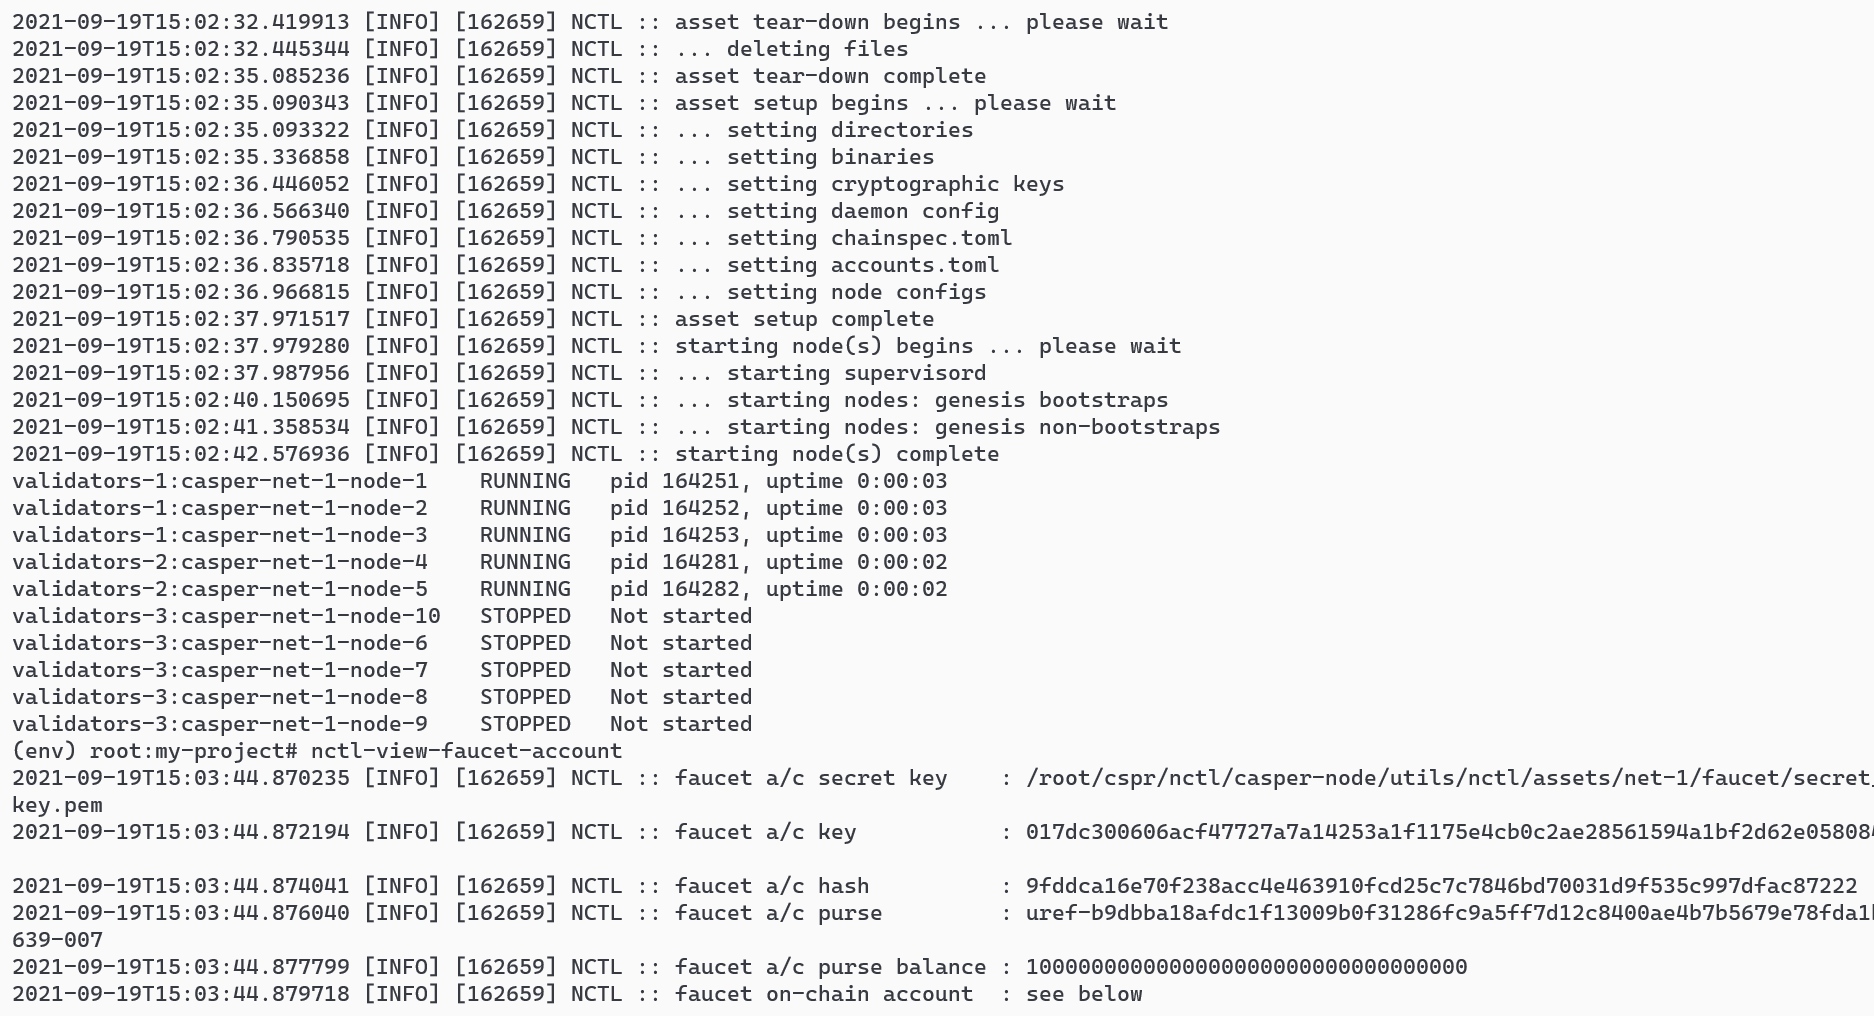 2021-09-19T15:02:32.419913 [INFO] [162659] NCTL :: asset tear-down begins ... please wait
2021-09-19T15:02:32.445344 [INFO] [162659] NCTL :: ... deleting files
2021-09-19T15:02:35.085236 [INFO] [162659] NCTL :: asset tear-down complete
2021-09-19T15:02:35.090343 [INFO] [162659] NCTL :: asset setup begins ... please wait
2021-09-19T15:02:35.093322 [INFO] [162659] NCTL :: ... setting directories
2021-09-19T15:02:35.336858 [INFO] [162659] NCTL :: ... setting binaries
2021-09-19T15:02:36.446052 [INFO] [162659] NCTL :: ... setting cryptographic keys
2021-09-19T15:02:36.566340 [INFO] [162659] NCTL :: ... setting daemon config
2021-09-19T15:02:36.790535 [INFO] [162659] NCTL :: ... setting chainspec.toml
2021-09-19T15:02:36.835718 [INFO] [162659] NCTL :: ... setting accounts.toml
2021-09-19T15:02:36.966815 [INFO] [162659] NCTL :: ... setting node configs
2021-09-19T15:02:37.971517 [INFO] [162659] NCTL :: asset setup complete
2021-09-19T15:02:37.979280 [INFO] [162659] NCTL :: starting node(s) begins ... please wait
2021-09-19T15:02:37.987956 [INFO] [162659] NCTL :: ... starting supervisord
2021-09-19T15:02:40.150695 [INFO] [162659] NCTL :: ... starting nodes: genesis bootstraps
2021-09-19T15:02:41.358534 [INFO] [162659] NCTL :: ... starting nodes: genesis non-bootstraps
2021-09-19T15:02:42.576936 [INFO] [162659] NCTL :: starting node(s) complete
validators-1:casper-net-1-node-1    RUNNING   pid 164251, uptime 0:00:03
validators-1:casper-net-1-node-2    RUNNING   pid 164252, uptime 0:00:03
validators-1:casper-net-1-node-3    RUNNING   pid 164253, uptime 0:00:03
validators-2:casper-net-1-node-4    RUNNING   pid 164281, uptime 0:00:02
validators-2:casper-net-1-node-5    RUNNING   pid 164282, uptime 0:00:02
validators-3:casper-net-1-node-10   STOPPED   Not started
validators-3:casper-net-1-node-6    STOPPED   Not started
validators-3:casper-net-1-node-7    STOPPED   Not started
validators-3:casper-net-1-node-8    STOPPED   Not started
validators-3:casper-net-1-node-9    STOPPED   Not started
(env) root:my-project# nctl-view-faucet-account
2021-09-19T15:03:44.870235 [INFO] [162659] NCTL :: faucet a/c secret key    : /root/cspr/nctl/casper-node/utils/nctl/assets/net-1/faucet/secret_
key.pem
2021-09-19T15:03:44.872194 [INFO] [162659] NCTL :: faucet a/c key           : 017dc300606acf47727a7a14253a1f1175e4cb0c2ae28561594a1bf2d62e058084
2021-09-19T15:03:44.874041 [INFO] [162659] NCTL :: faucet a/c hash          : 9fddca16e70f238acc4e463910fcd25c7c7846bd70031d9f535c997dfac87222
2021-09-19T15:03:44.876040 [INFO] [162659] NCTL :: faucet a/c purse         : uref-b9dbba18afdc1f13009b0f31286fc9a5ff7d12c8400ae4b7b5679e78fda1b
639-007
2021-09-19T15:03:44.877799 [INFO] [162659] NCTL :: faucet a/c purse balance : 1000000000000000000000000000000000
2021-09-19T15:03:44.879718 [INFO] [162659] NCTL :: faucet on-chain account  : see below